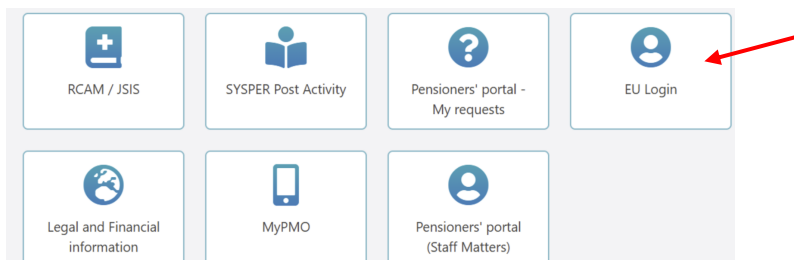 RCAM / JSIS
SYSPER Post Activity
Pensioners' portal -
My requests
EU Login
Legal and Financial
information
MyPMO
Pensioners' portal
(Staff Matters)